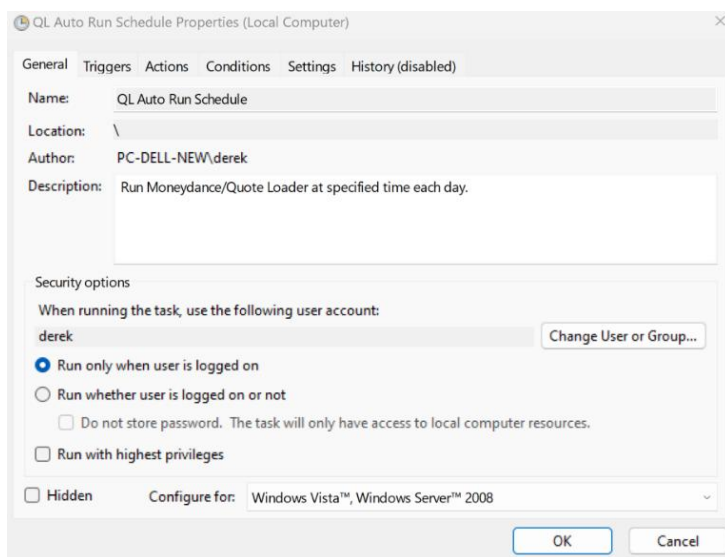 QL Auto Run Schedule Properties (Local Computer)
General Triggers Actions Conditions Settings History (disabled)
Name: QL Auto Run Schedule
Location: \
Author: PC-DELL-NEW\derek
Description: Run Moneydance/Quote Loader at specified time each day.
Security options
When running the task, use the following user account:
derek Change User or Group...
Run only when user is logged on
Run whether user is logged on or not
Do not store password. The task will only have access to local computer resources.
Run with highest privileges
Hidden Configure for: Windows Vista™, Windows Server™ 2008
OK Cancel